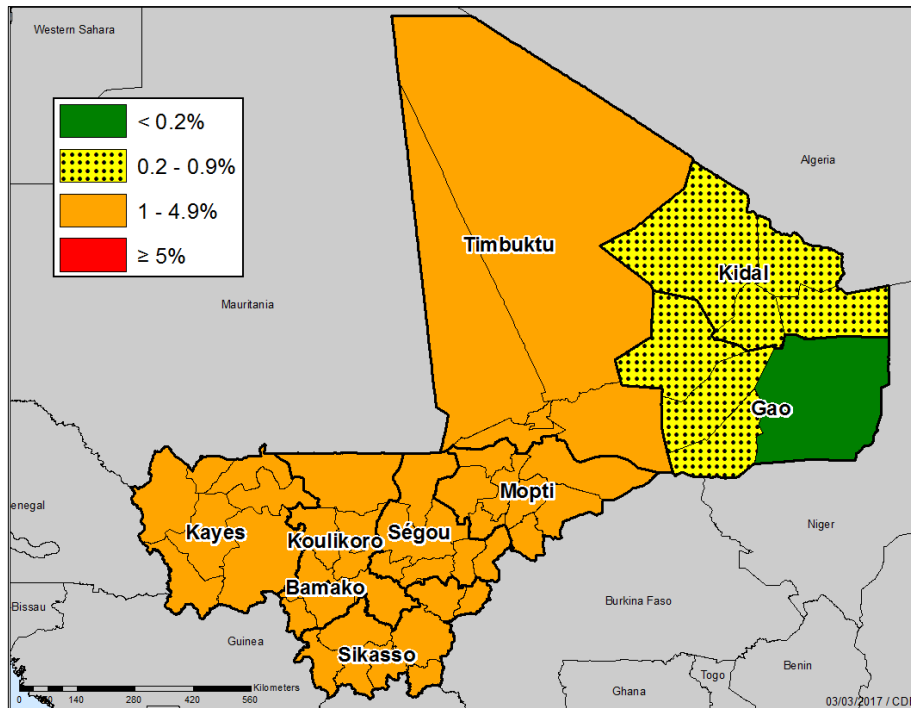 Western Sahara
< 0.2%
0.2 - 0.9%
1 - 4.9%
≥ 5%
Algeria
Timbuktu
Kidal
Mauritania
Gao
Mopti
enegal
Kayes
Koulikoro
Ségou
Niger
Bamako
Burkina Faso
Bissau
Guinea
Sikasso
Benin
Togo
Kilometers
Ghana
0
140
280
420
560
03/03/2017 / CDI